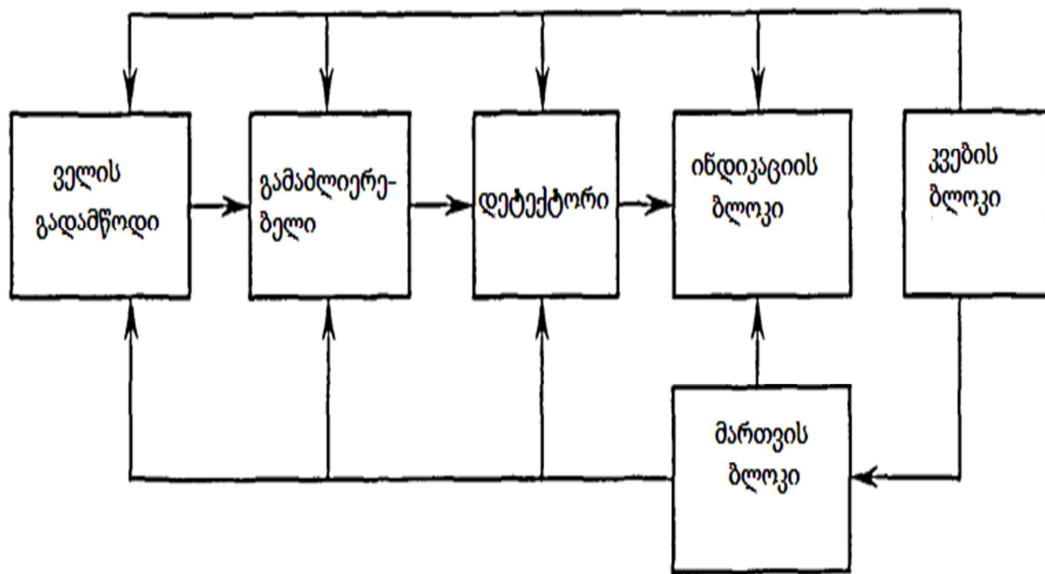 ველის
გადამწოდი
გამაძლიერე-
ბელი
დეტექტორი
ინდიკაციის
ბლოკი
კვების
ბლოკი
მართვის
ბლოკი